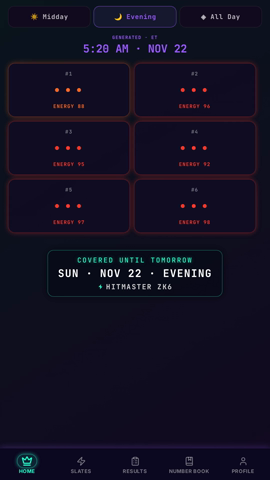 Midday
Evening
All Day
GENERATED · ET
5:20 AM · NOV 22
#1
#2
ENERGY 88
ENERGY 96
#3
#4
ENERGY 95
ENERGY 92
#5
#6
ENERGY 97
ENERGY 98
COVERED UNTIL TOMORROW
SUN · NOV 22 · EVENING
HITMASTER ZK6
HOME
SLATES
RESULTS
NUMBER BOOK
PROFILE